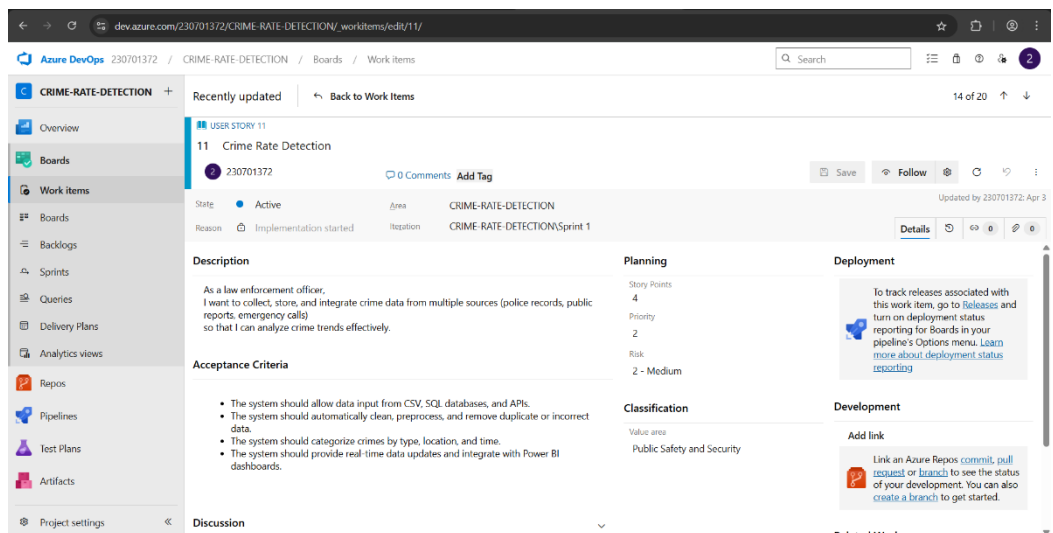 dev.azure.com/230701372/CRIME-RATE-DETECTION/_workitems/edit/11/
Azure DevOps 230701372 / CRIME-RATE-DETECTION / Boards / Work items
Search
2
C CRIME-RATE-DETECTION +
Recently updated
Back to Work Items
14 of 20
Overview
Boards
Work items
Boards
Backlogs
Sprints
Queries
Delivery Plans
Analytics views
Repos
Pipelines
Test Plans
Artifacts
Project settings
USER STORY 11
11 Crime Rate Detection
2 230701372
0 Comments Add Tag
Save
Follow
State Active
Area CRIME-RATE-DETECTION
Updated by 230701372: Apr 3
Reason Implementation started
Iteration CRIME-RATE-DETECTION\Sprint 1
Details
0
0
Description
As a law enforcement officer,
I want to collect, store, and integrate crime data from multiple sources (police records, public
reports, emergency calls)
so that I can analyze crime trends effectively.
Acceptance Criteria
• The system should allow data input from CSV, SQL databases, and APIs.
• The system should automatically clean, preprocess, and remove duplicate or incorrect
data.
• The system should categorize crimes by type, location, and time.
• The system should provide real-time data updates and integrate with Power BI
dashboards.
Discussion
Planning
Story Points
4
Priority
2
Risk
2 - Medium
Classification
Value area
Public Safety and Security
Deployment
To track releases associated with
this work item, go to Releases and
turn on deployment status
reporting for Boards in your
pipeline's Options menu. Learn
more about deployment status
reporting
Development
Add link
Link an Azure Repos commit, pull
request or branch to see the status
of your development. You can also
create a branch to get started.